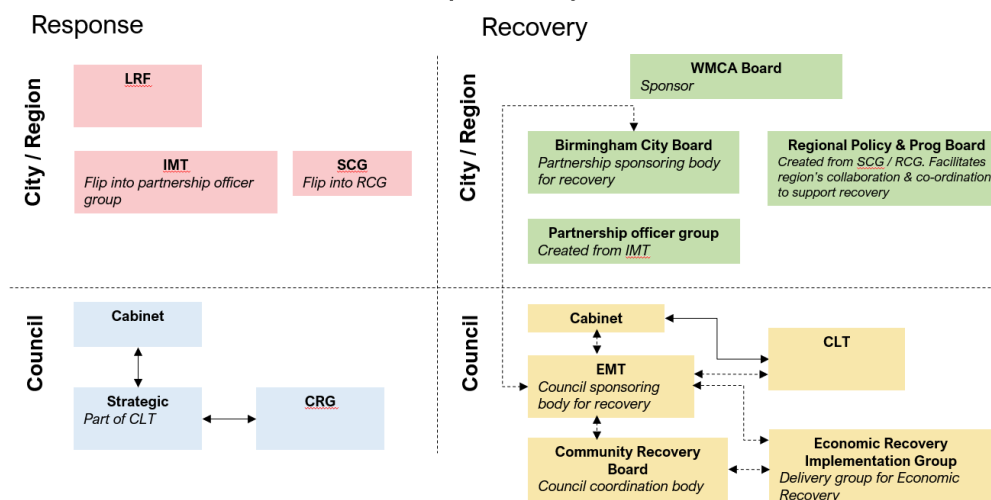 Response
Recovery
City / Region
LRF
IMT
Flip into partnership officer
group
SCG
Flip into RCG
City / Region
WMCA Board
Sponsor
Birmingham City Board
Partnership sponsoring body
for recovery
Regional Policy & Prog Board
Created from SCG / RCG. Facilitates
region's collaboration & co-ordination
to support recovery
Partnership officer group
Created from IMT
Council
Cabinet
Strategic
Part of CLT
CRG
Council
Cabinet
CLT
EMT
Council sponsoring
body for recovery
Community Recovery
Board
Council coordination body
Economic Recovery
Implementation Group
Delivery group for Economic
Recovery